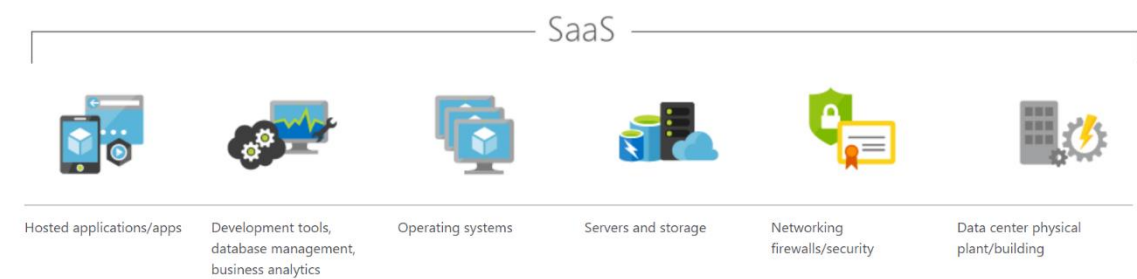 SaaS
Hosted applications/apps
Development tools,
database management,
business analytics
Operating systems
Servers and storage
Networking
firewalls/security
Data center physical
plant/building